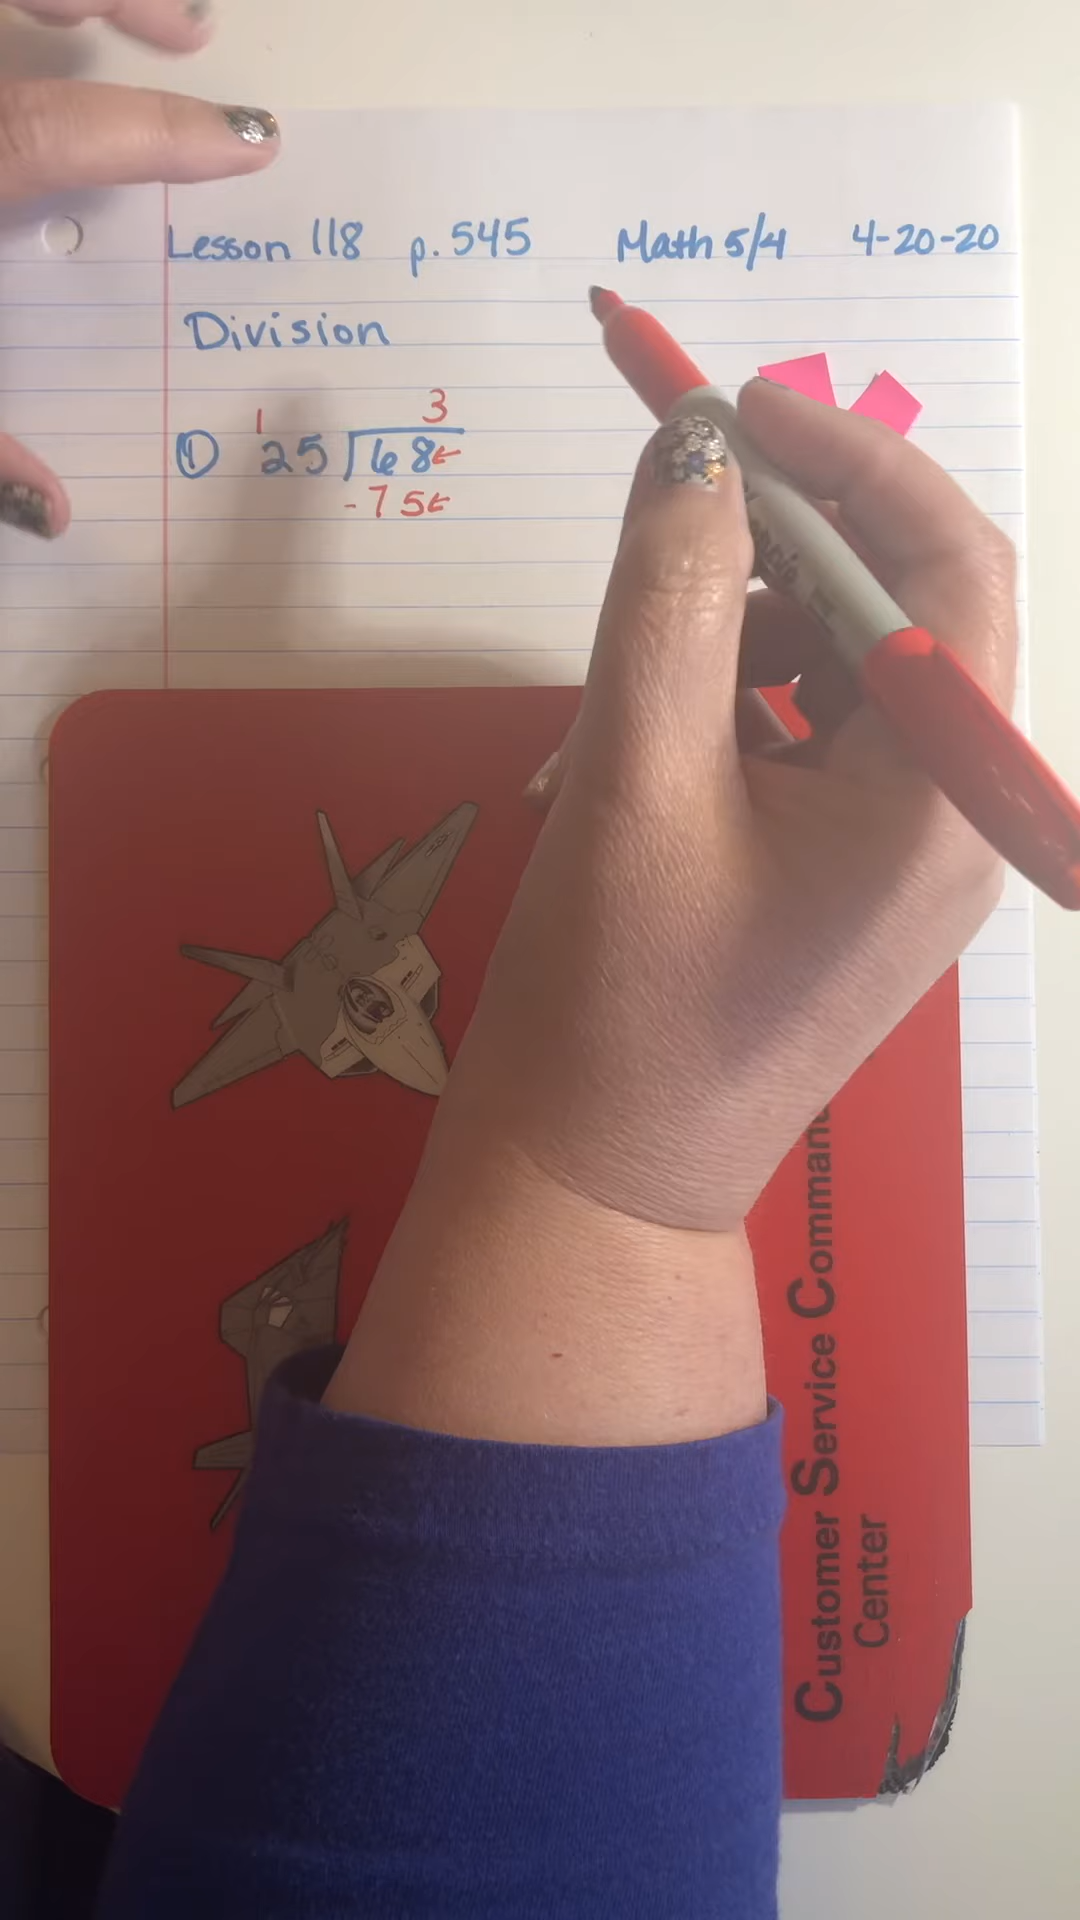 Lesson 118 p. 545 Math 5/4 4-20-20
Division
1 3
① 25 68 ←
- 75 ←
Customer Service Command
Center